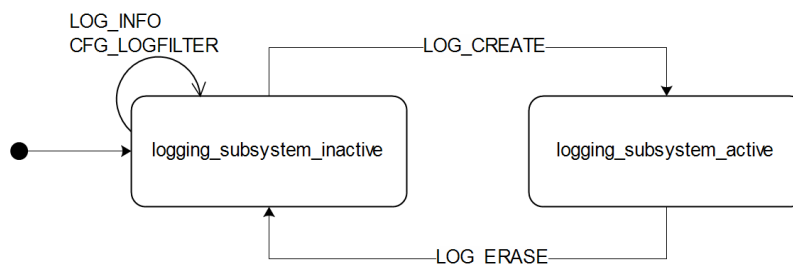 LOG_INFO
CFG_LOGFILTER
LOG_CREATE
logging_subsystem_inactive
logging_subsystem_active
LOG_ERASE